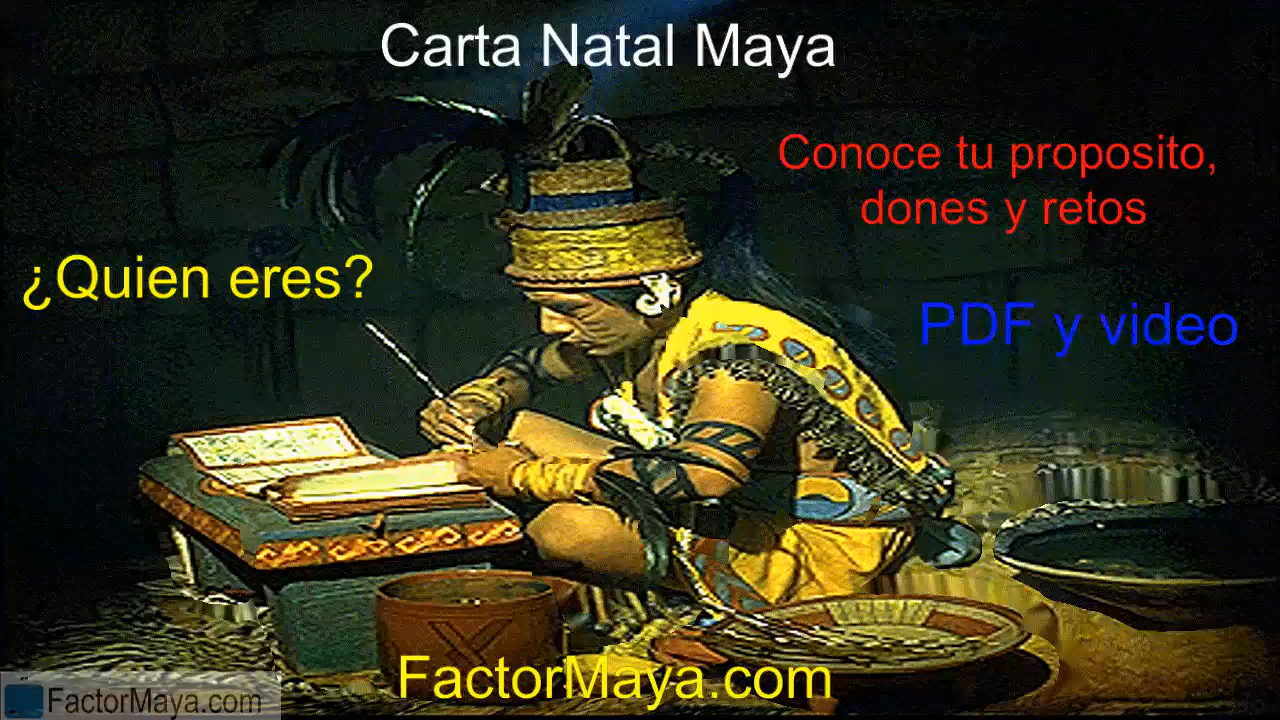 Carta Natal Maya
Conoce tu proposito,
dones y retos
¿Quien eres?
PDF y video
FactorMaya.com
FactorMaya.com